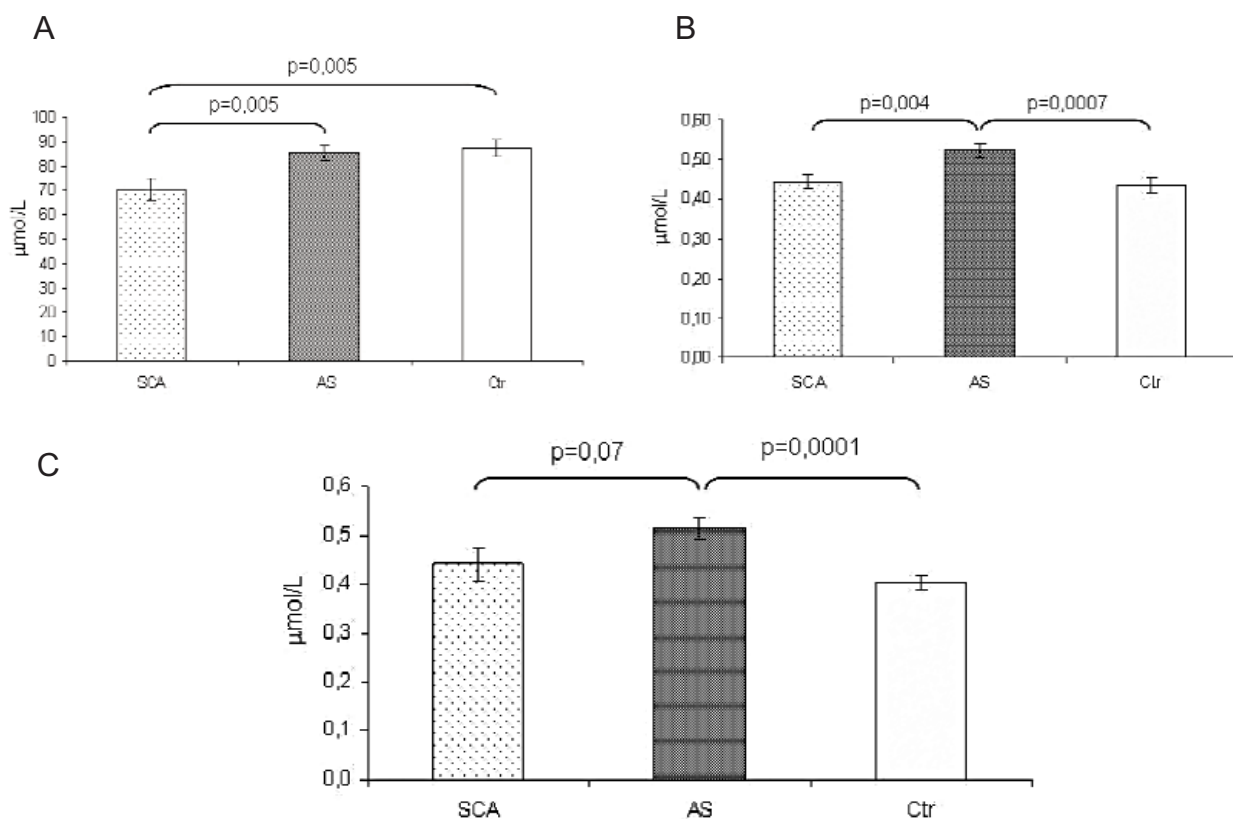 A
p=0,005
p=0,005
100
90
80
70
60
50
40
30
20
10
0
µmol/L
SCA AS Ctr
B
p=0,004 p=0,0007
0,60
0,50
0,40
0,30
0,20
0,10
0,00
µmol/L
SCA AS Ctr
C
p=0,07 p=0,0001
0,6
0,5
0,4
0,3
0,2
0,1
0,0
µmol/L
SCA AS Ctr